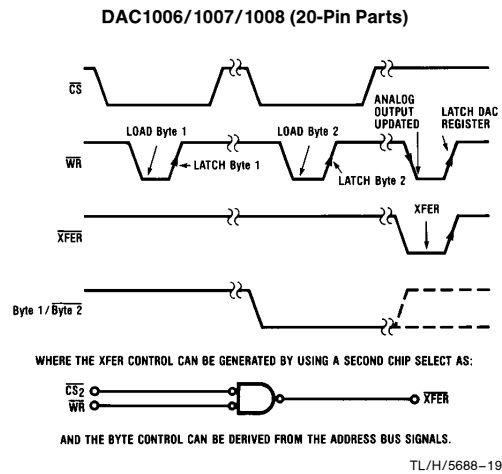 DAC1006/1007/1008 (20-Pin Parts)
CS
ANALOG
OUTPUT
UPDATED
LATCH DAC
REGISTER
LOAD Byte 1
LOAD Byte 2
WR
LATCH Byte 1
LATCH Byte 2
XFER
XFER
Byte 1/Byte 2
WHERE THE XFER CONTROL CAN BE GENERATED BY USING A SECOND CHIP SELECT AS:
CS2
WR
XFER
AND THE BYTE CONTROL CAN BE DERIVED FROM THE ADDRESS BUS SIGNALS.
TL/H/5688–19